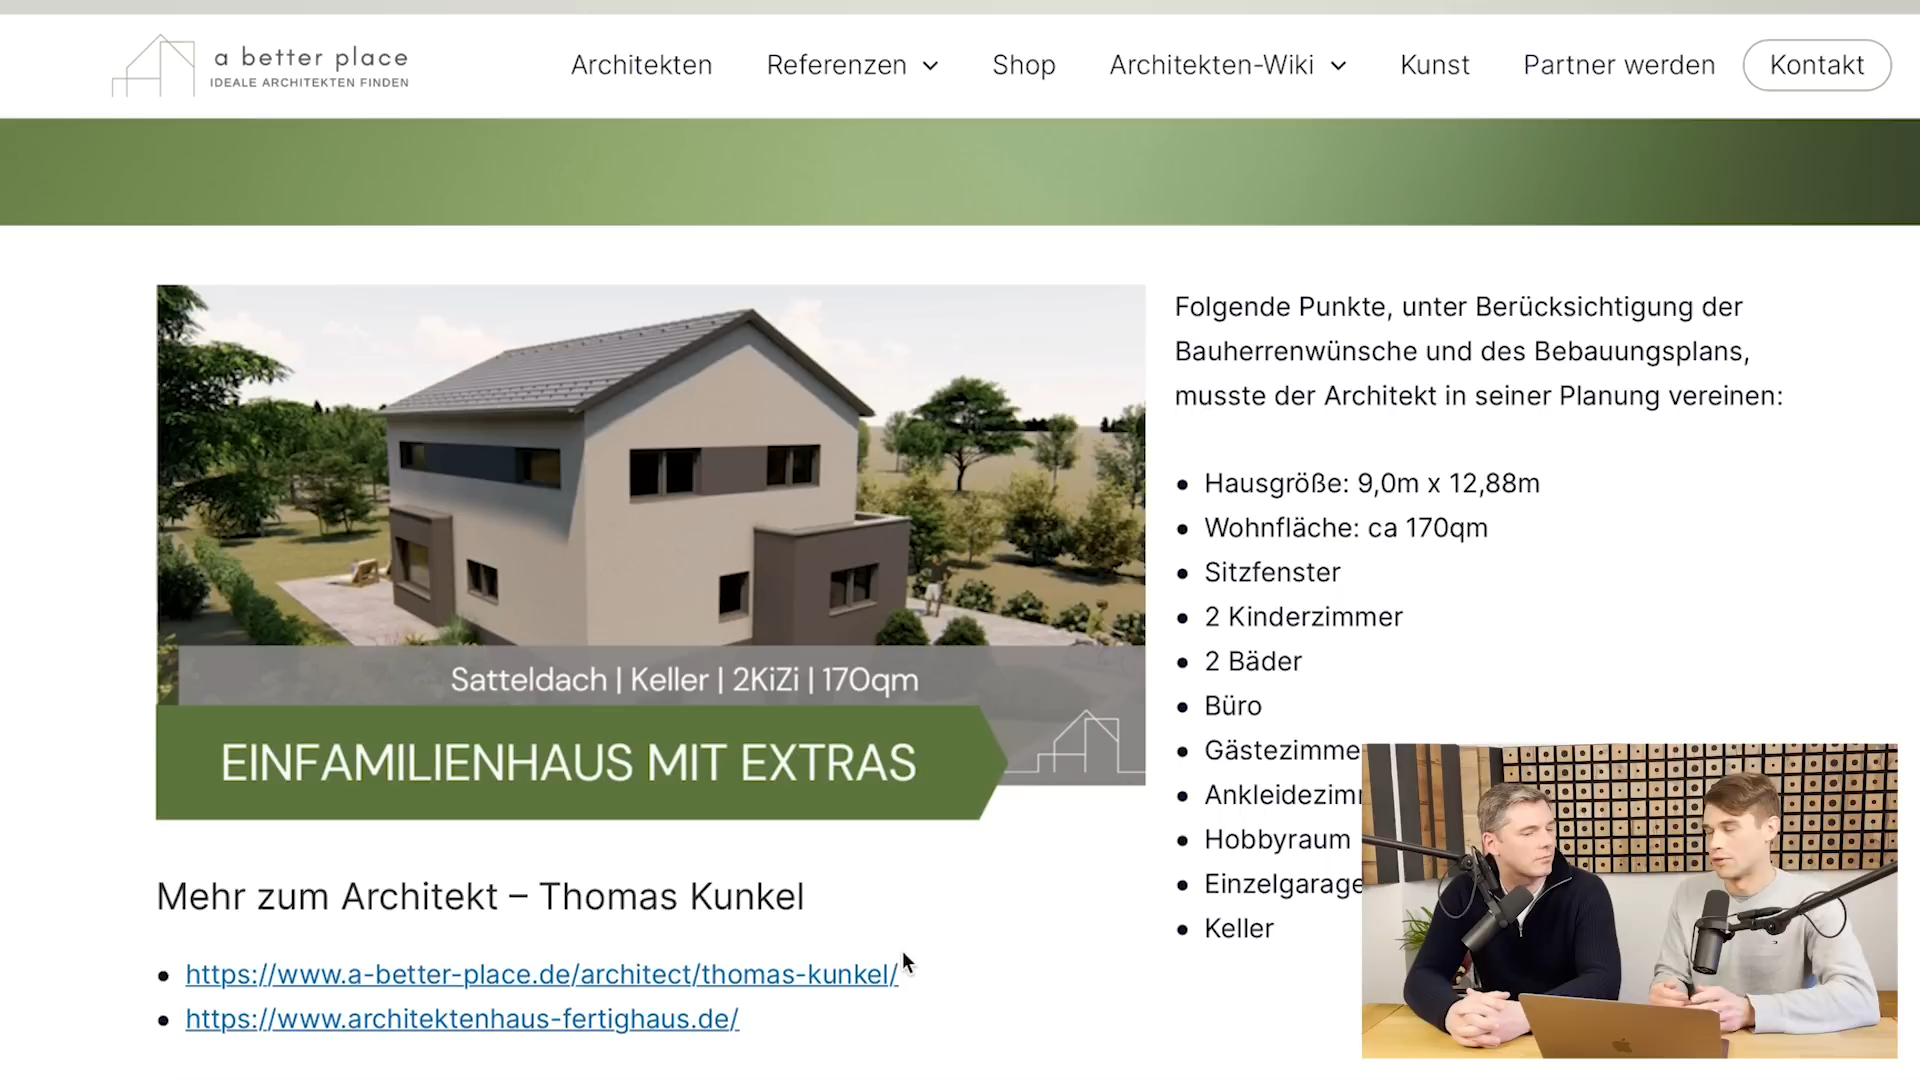 a better place
IDEALE ARCHITEKTEN FINDEN
Architekten
Referenzen
Shop
Architekten-Wiki
Kunst
Partner werden
Kontakt
Satteldach | Keller | 2KiZi | 170qm
EINFAMILIENHAUS MIT EXTRAS
Mehr zum Architekt – Thomas Kunkel
https://www.a-better-place.de/architect/thomas-kunkel/
https://www.architektenhaus-fertighaus.de/
Folgende Punkte, unter Berücksichtigung der
Bauherrenwünsche und des Bebauungsplans,
musste der Architekt in seiner Planung vereinen:
Hausgröße: 9,0m x 12,88m
Wohnfläche: ca 170qm
Sitzfenster
2 Kinderzimmer
2 Bäder
Büro
Gästezimme
Ankleidezim
Hobbyraum
Einzelgarage
Keller